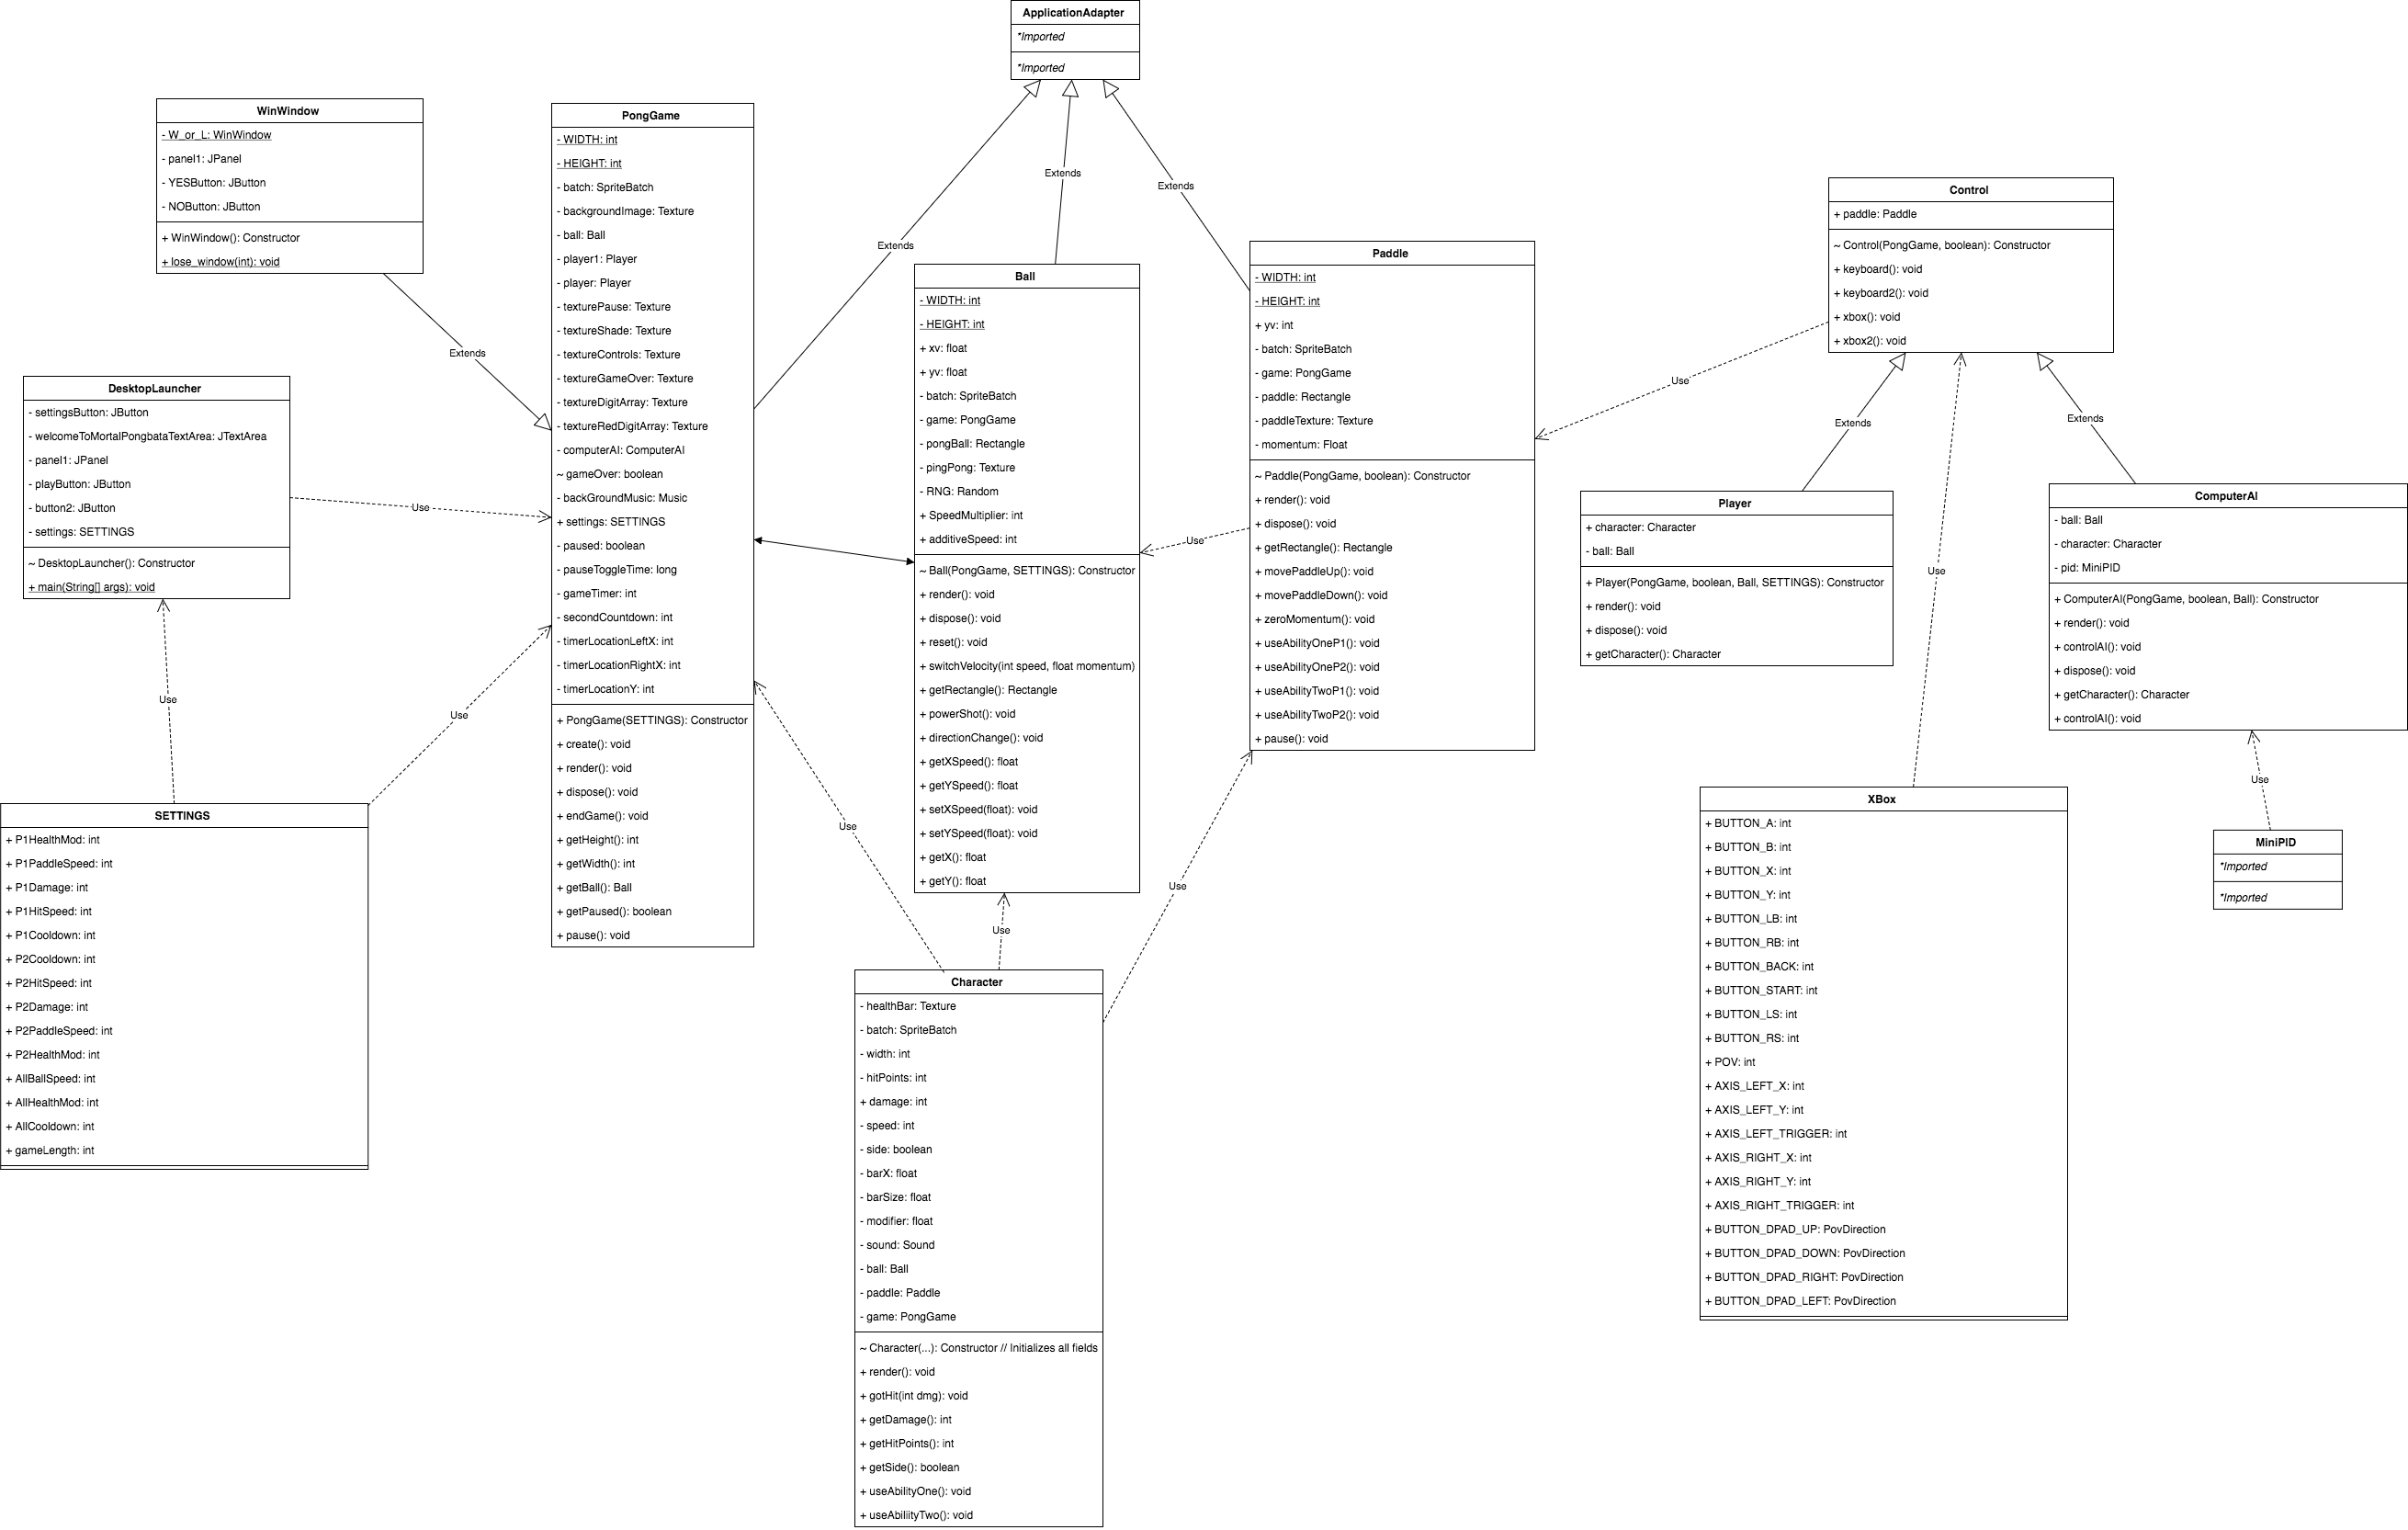 ApplicationAdapter
*Imported
*Imported
WinWindow
- W_or_L: WinWindow
- panel1: JPanel
- YESButton: JButton
- NOButton: JButton
+ WinWindow(): Constructor
+ lose_window(int): void
PongGame
- WIDTH: int
- HEIGHT: int
- batch: SpriteBatch
- backgroundImage: Texture
- ball: Ball
- player1: Player
- player: Player
- texturePause: Texture
- textureShade: Texture
- textureControls: Texture
- textureGameOver: Texture
- textureDigitArray: Texture
- textureRedDigitArray: Texture
- computerAI: ComputerAI
~ gameOver: boolean
- backGroundMusic: Music
+ settings: SETTINGS
- paused: boolean
- pauseToggleTime: long
- gameTimer: int
- secondCountdown: int
- timerLocationLeftX: int
- timerLocationRightX: int
- timerLocationY: int
+ PongGame(SETTINGS): Constructor
+ create(): void
+ render(): void
+ dispose(): void
+ endGame(): void
+ getHeight(): int
+ getWidth(): int
+ getBall(): Ball
+ getPaused(): boolean
+ pause(): void
Extends
Extends
Extends
Extends
Ball
- WIDTH: int
- HEIGHT: int
+ xv: float
+ yv: float
- batch: SpriteBatch
- game: PongGame
- pongBall: Rectangle
- pingPong: Texture
- RNG: Random
+ SpeedMultiplier: int
+ additiveSpeed: int
~ Ball(PongGame, SETTINGS): Constructor
+ render(): void
+ dispose(): void
+ reset(): void
+ switchVelocity(int speed, float momentum)
+ getRectangle(): Rectangle
+ powerShot(): void
+ directionChange(): void
+ getXSpeed(): float
+ getYSpeed(): float
+ setXSpeed(float): void
+ setYSpeed(float): void
+ getX(): float
+ getY(): float
Paddle
- WIDTH: int
- HEIGHT: int
+ yv: int
- batch: SpriteBatch
- game: PongGame
- paddle: Rectangle
- paddleTexture: Texture
- momentum: Float
~ Paddle(PongGame, boolean): Constructor
+ render(): void
+ dispose(): void
+ getRectangle(): Rectangle
+ movePaddleUp(): void
+ movePaddleDown(): void
+ zeroMomentum(): void
+ useAbilityOneP1(): void
+ useAbilityOneP2(): void
+ useAbilityTwoP1(): void
+ useAbilityTwoP2(): void
+ pause(): void
Control
+ paddle: Paddle
~ Control(PongGame, boolean): Constructor
+ keyboard(): void
+ keyboard2(): void
+ xbox(): void
+ xbox2(): void
Use
Extends
Extends
Use
DesktopLauncher
- settingsButton: JButton
- welcomeToMortalPongbataTextArea: JTextArea
- panel1: JPanel
- playButton: JButton
- button2: JButton
- settings: SETTINGS
~ DesktopLauncher(): Constructor
+ main(String[] args): void
Use
Use
Use
Use
Player
+ character: Character
- ball: Ball
+ Player(PongGame, boolean, Ball, SETTINGS): Constructor
+ render(): void
+ dispose(): void
+ getCharacter(): Character
ComputerAI
- ball: Ball
- character: Character
- pid: MiniPID
+ ComputerAI(PongGame, boolean, Ball): Constructor
+ render(): void
+ controlAI(): void
+ dispose(): void
+ getCharacter(): Character
+ controlAI(): void
Use
MiniPID
*Imported
*Imported
SETTINGS
+ P1HealthMod: int
+ P1PaddleSpeed: int
+ P1Damage: int
+ P1HitSpeed: int
+ P1Cooldown: int
+ P2Cooldown: int
+ P2HitSpeed: int
+ P2Damage: int
+ P2PaddleSpeed: int
+ P2HealthMod: int
+ AllBallSpeed: int
+ AllHealthMod: int
+ AllCooldown: int
+ gameLength: int
Use
Use
Use
Character
- healthBar: Texture
- batch: SpriteBatch
- width: int
- hitPoints: int
+ damage: int
- speed: int
- side: boolean
- barX: float
- barSize: float
- modifier: float
- sound: Sound
- ball: Ball
- paddle: Paddle
- game: PongGame
~ Character(...): Constructor // Initializes all fields
+ render(): void
+ gotHit(int dmg): void
+ getDamage(): int
+ getHitPoints(): int
+ getSide(): boolean
+ useAbilityOne(): void
+ useAbiliityTwo(): void
XBox
+ BUTTON_A: int
+ BUTTON_B: int
+ BUTTON_X: int
+ BUTTON_Y: int
+ BUTTON_LB: int
+ BUTTON_RB: int
+ BUTTON_BACK: int
+ BUTTON_START: int
+ BUTTON_LS: int
+ BUTTON_RS: int
+ POV: int
+ AXIS_LEFT_X: int
+ AXIS_LEFT_Y: int
+ AXIS_LEFT_TRIGGER: int
+ AXIS_RIGHT_X: int
+ AXIS_RIGHT_Y: int
+ AXIS_RIGHT_TRIGGER: int
+ BUTTON_DPAD_UP: PovDirection
+ BUTTON_DPAD_DOWN: PovDirection
+ BUTTON_DPAD_RIGHT: PovDirection
+ BUTTON_DPAD_LEFT: PovDirection